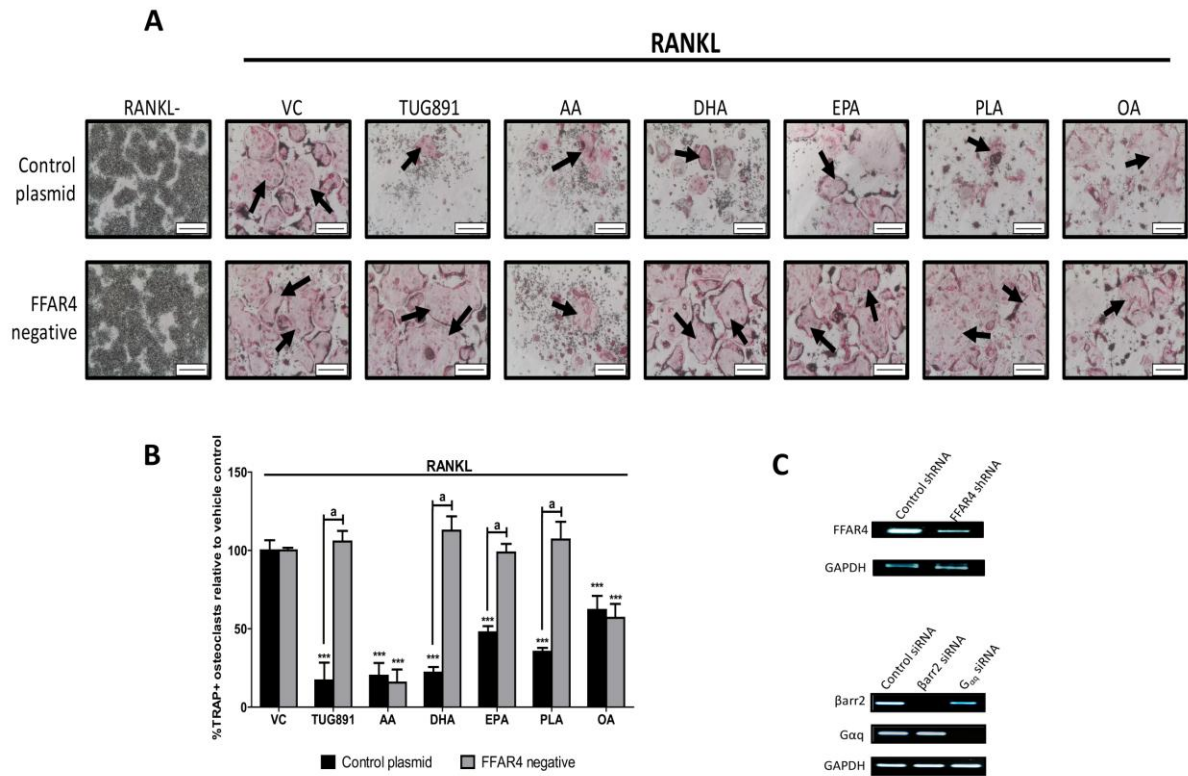 A
RANKL
RANKL- VC TUG891 AA DHA EPA PLA OA
Control
plasmid
FFAR4
negative
B
RANKL
%TRAP+ osteoclasts relative to vehicle control
150
100
50
0
a a a a
*** *** *** *** *** *** *** ***
VC TUG891 AA DHA EPA PLA OA
Control plasmid FFAR4 negative
C
Control shRNA FFAR4 shRNA
FFAR4
GAPDH
Control siRNA βarr2 siRNA Gαq siRNA
βarr2
Gαq
GAPDH